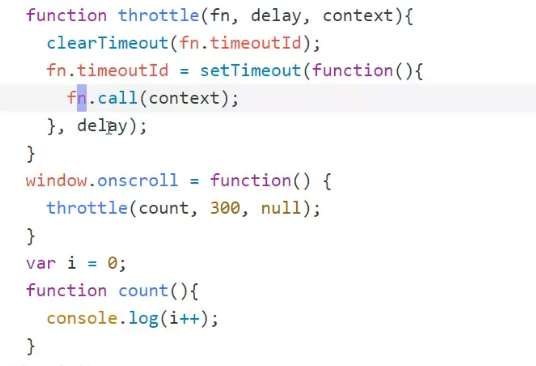 function throttle(fn, delay, context){
clearTimeout(fn.timeoutId);
fn.timeoutId = setTimeout(function(){
fn.call(context);
}, delay);
}
window.onscroll = function() {
throttle(count, 300, null);
}
var i = 0;
function count(){
console.log(i++);
}